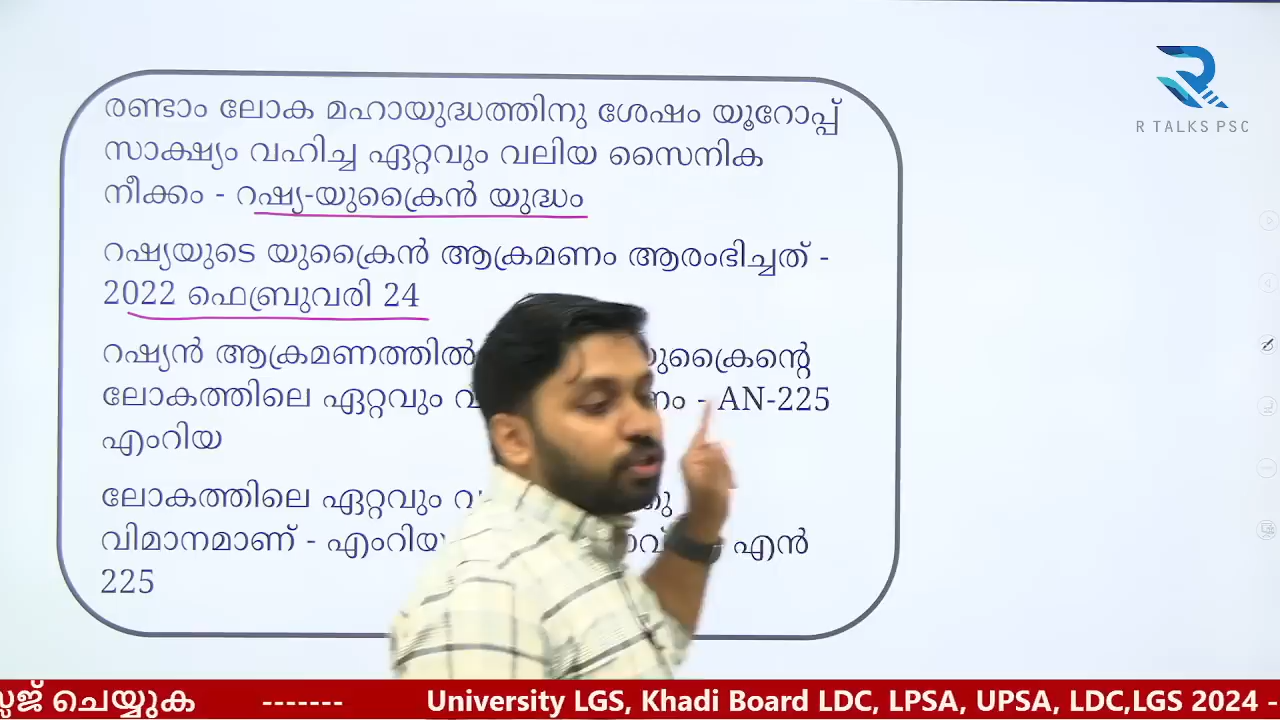 രണ്ടാം ലോക മഹായുദ്ധത്തിനു ശേഷം യൂറോപ്പ്
സാക്ഷ്യം വഹിച്ച ഏറ്റവും വലിയ സൈനിക
നീക്കം - റഷ്യ-യുക്രൈൻ യുദ്ധം
റഷ്യയുടെ യുക്രൈൻ ആക്രമണം ആരംഭിച്ചത് -
2022 ഫെബ്രുവരി 24
റഷ്യൻ ആക്രമണത്തിൽ
ലോകത്തിലെ ഏറ്റവും - AN-225
എംറിയ
ലോകത്തിലെ ഏറ്റവും
വിമാനമാണ് - എൻ
225
R TALKS PSC
ചെയ്യുക ------- University LGS, Khadi Board LDC, LPSA, UPSA, LDC,LGS 2024 -